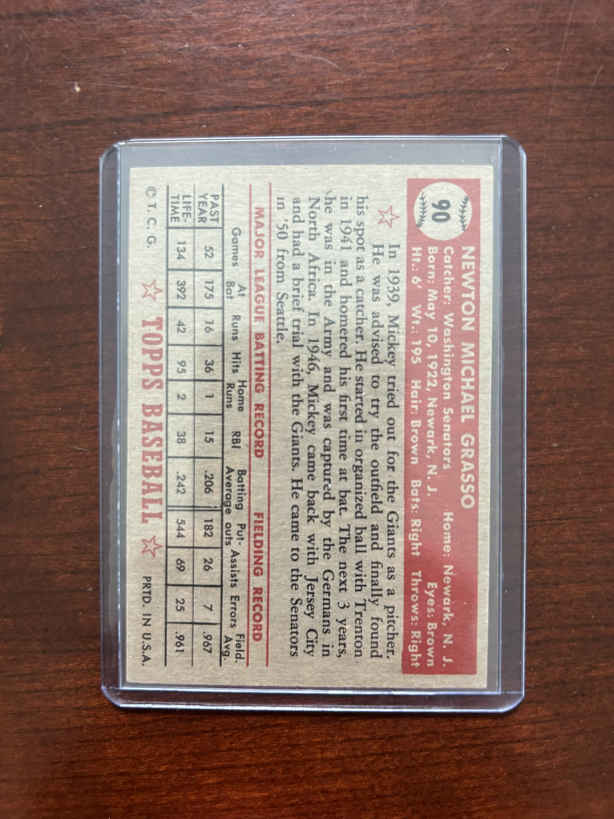 90
NEWTON MICHAEL GRASSO
Catcher: Washington Senators Home: Newark, N. J.
Born: May 10, 1922, Newark, N. J. Eyes: Brown
Ht.: 6' Wt.: 195 Hair: Brown Bats: Right Throws: Right
In 1939, Mickey tried out for the Giants as a pitcher.
He was advised to try the outfield and finally found
his spot as a catcher. He started in organized ball with Trenton
in 1941 and homered his first time at bat. The next 3 years,
he was in the Army and was captured by the Germans in
North Africa. In 1946, Mickey came back with Jersey City
and had a brief trial with the Giants. He came to the Senators
in '50 from Seattle.
MAJOR LEAGUE BATTING RECORD FIELDING RECORD
Games At Bat Runs Hits Home Runs RBI Batting Average Put-outs Assists Errors Field. Avg.
PAST YEAR 52 175 16 36 1 15 .206 182 26 7 .967
LIFE-TIME 134 392 42 95 2 38 .242 544 69 25 .961
© T. C. G. TOPPS BASEBALL PRTD. IN U.S.A.